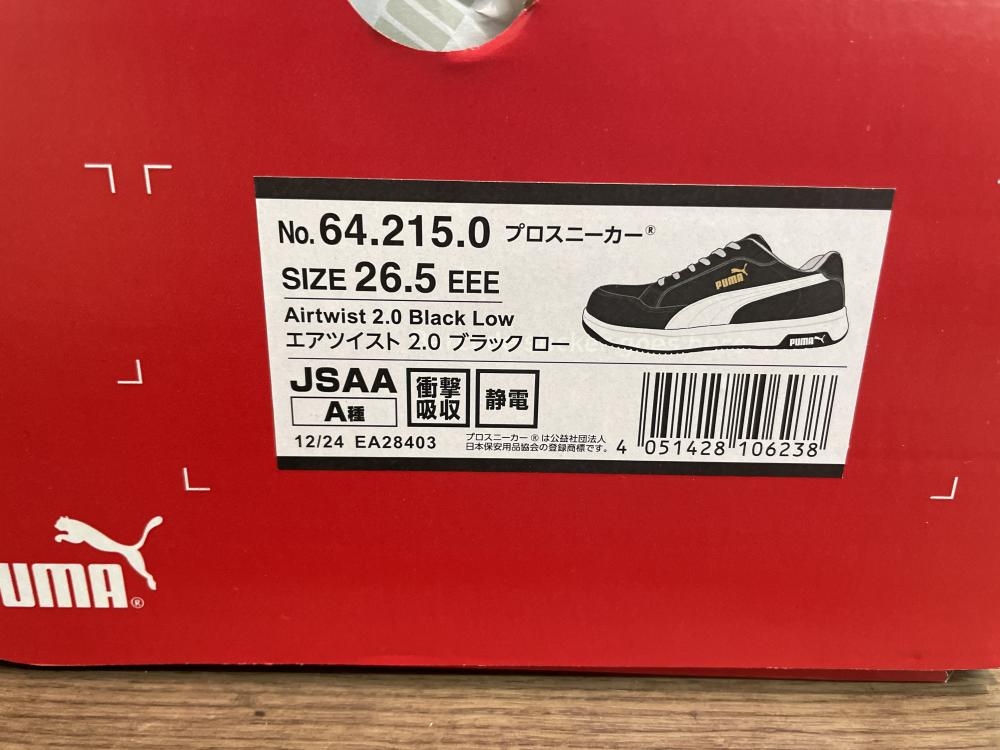 No. 64.215.0 プロスニーカー®
SIZE 26.5 EEE
Airtwist 2.0 Black Low
エアツイスト 2.0 ブラック ロー
PUMA
PUMA
JSAA
A種
衝撃
吸収
静電
12/24 EA28403
プロスニーカー®は公益社団法人
日本保安用品協会の登録商標です。
4 051428 106238
UMA®